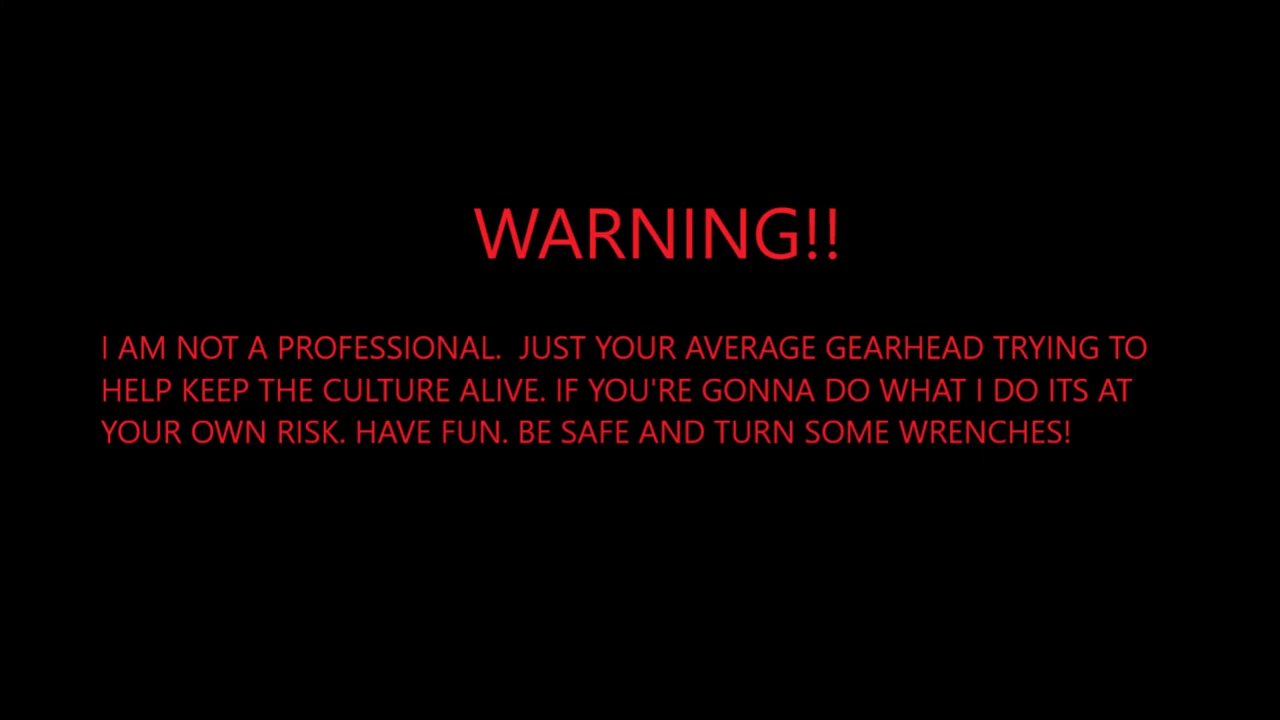 WARNING!!
I AM NOT A PROFESSIONAL.  JUST YOUR AVERAGE GEARHEAD TRYING TO
HELP KEEP THE CULTURE ALIVE. IF YOU'RE GONNA DO WHAT I DO ITS AT
YOUR OWN RISK. HAVE FUN. BE SAFE AND TURN SOME WRENCHES!